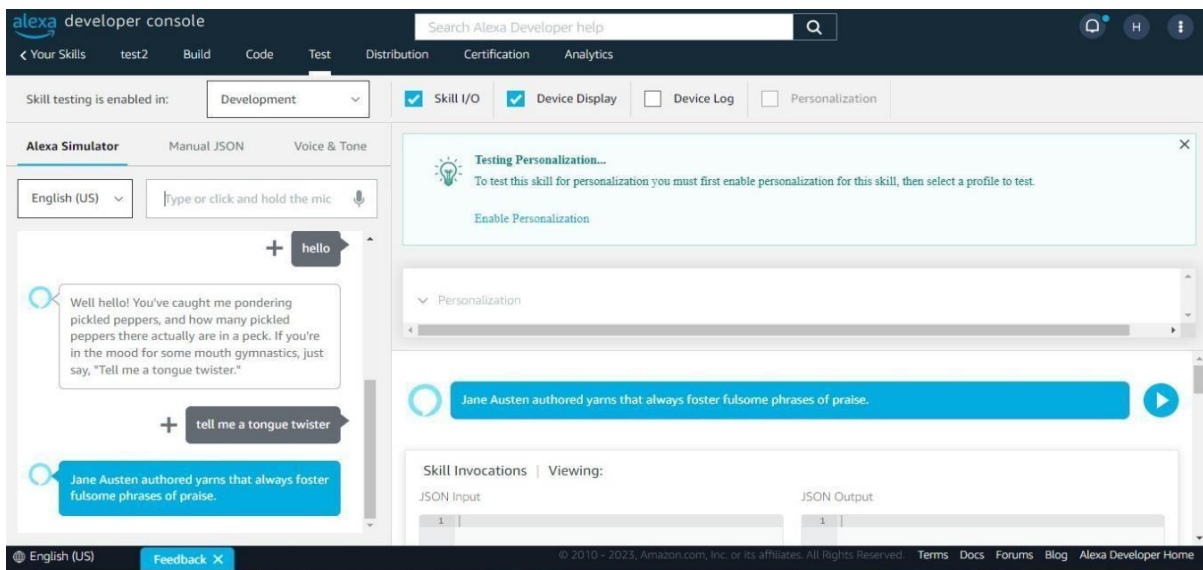 alexa developer console
Search Alexa Developer help
H
Your Skills test2 Build Code Test Distribution Certification Analytics
Skill testing is enabled in: Development
Skill I/O Device Display Device Log Personalization
Alexa Simulator Manual JSON Voice & Tone
English (US) Type or click and hold the mic
hello
Well hello! You've caught me pondering
pickled peppers, and how many pickled
peppers there actually are in a peck. If you're
in the mood for some mouth gymnastics, just
say, "Tell me a tongue twister."
tell me a tongue twister
Jane Austen authored yarns that always foster
fulsome phrases of praise.
Testing Personalization...
To test this skill for personalization you must first enable personalization for this skill, then select a profile to test.
Enable Personalization
Personalization
Jane Austen authored yarns that always foster fulsome phrases of praise.
Skill Invocations | Viewing:
JSON Input JSON Output
1 1
English (US) Feedback © 2010 - 2023, Amazon.com, Inc. or its affiliates. All Rights Reserved. Terms Docs Forums Blog Alexa Developer Home